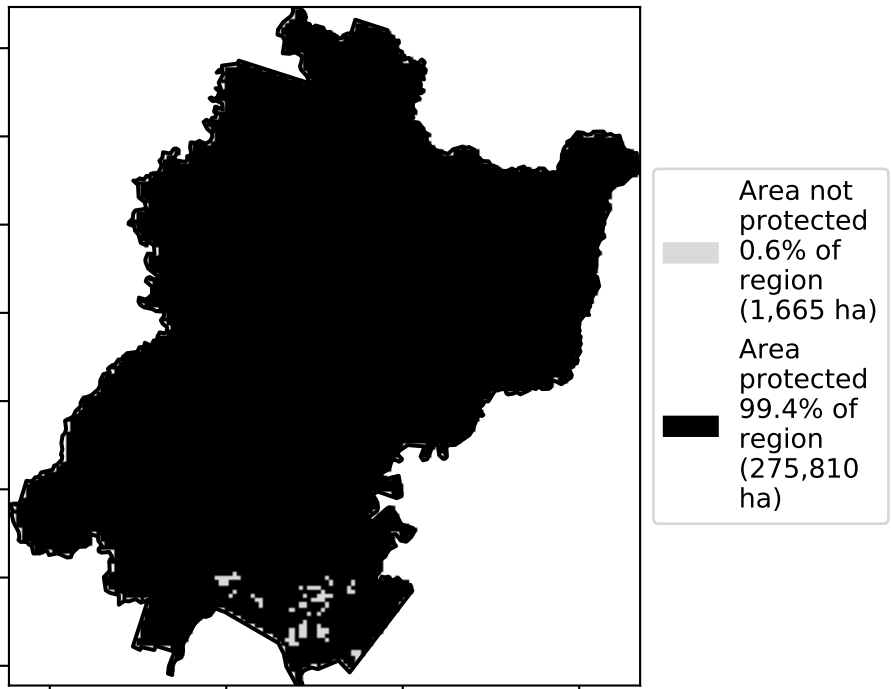 Area not
protected
0.6% of
region
(1,665 ha)
Area
protected
99.4% of
region
(275,810
ha)